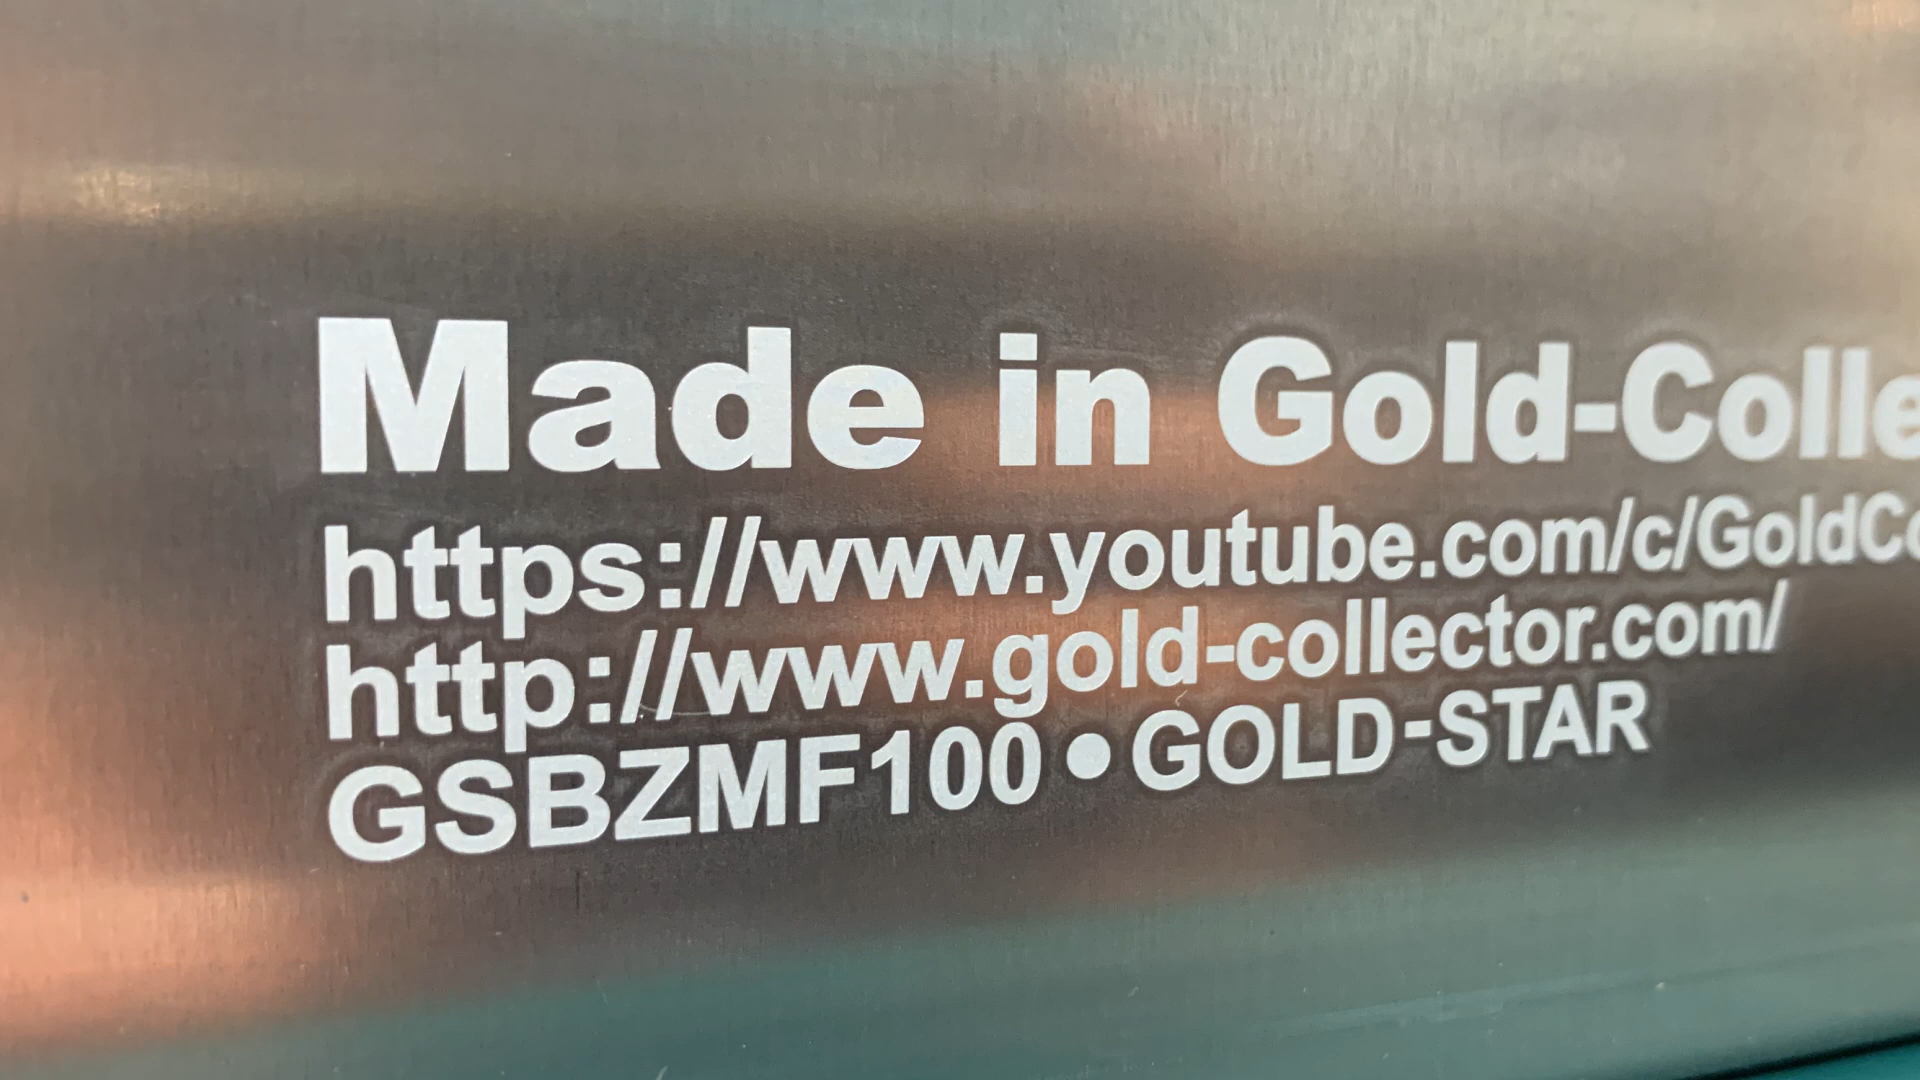 Made in Gold-Colle
https://www.youtube.com/c/GoldCo
http://www.gold-collector.com/
GSBZMF100•GOLD-STAR